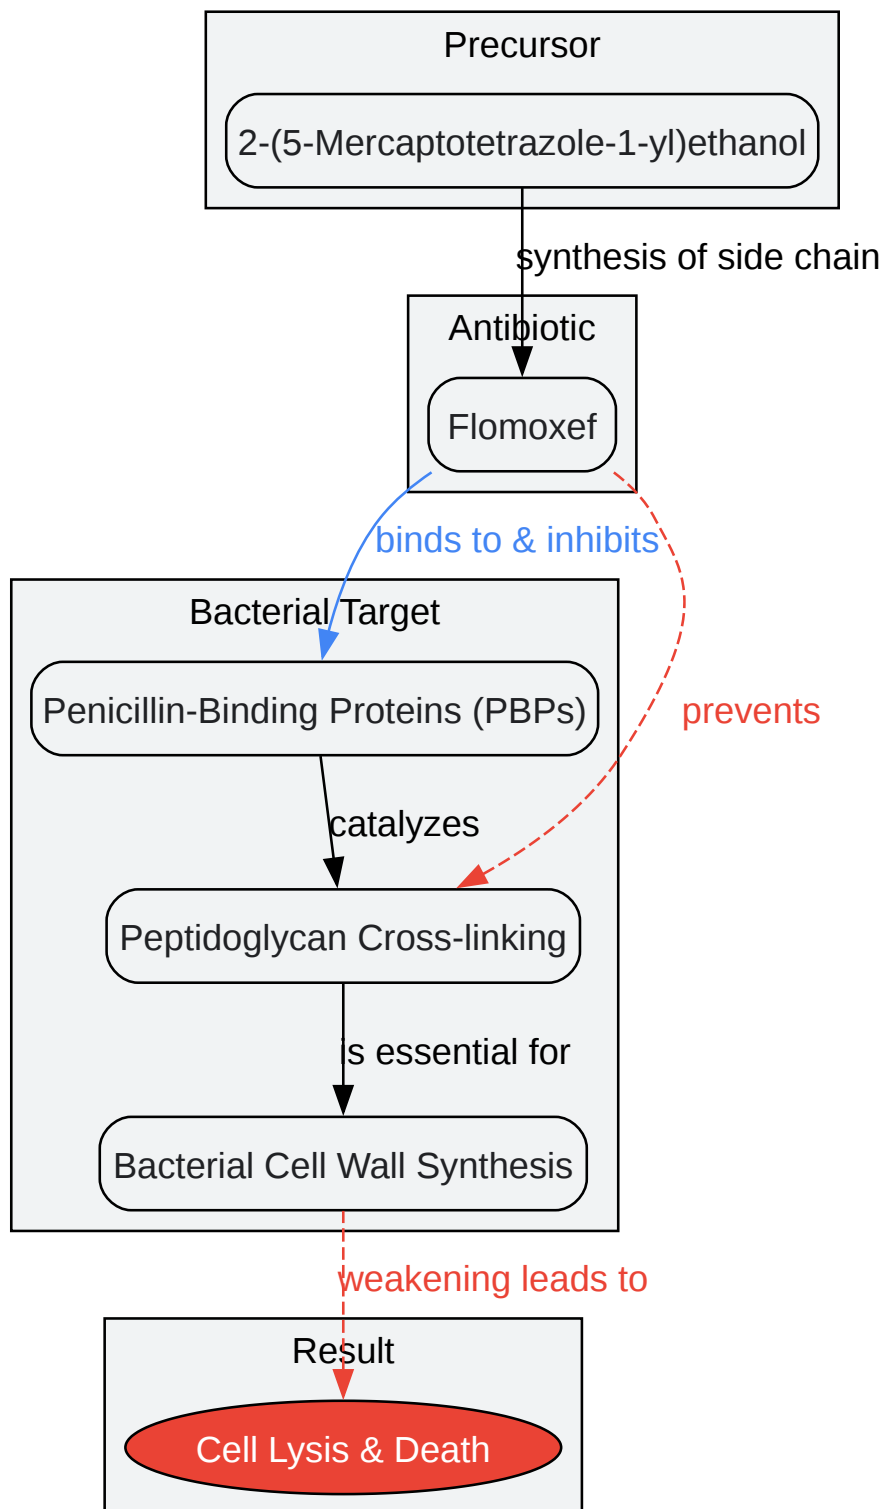 Precursor
2-(5-Mercaptotetrazole-1-yl)ethanol
synthesis of side chain
Antibiotic
Flomoxef
binds to & inhibits
Bacterial Target
Penicillin-Binding Proteins (PBPs)
prevents
catalyzes
Peptidoglycan Cross-linking
is essential for
Bacterial Cell Wall Synthesis
weakening leads to
Result
Cell Lysis & Death